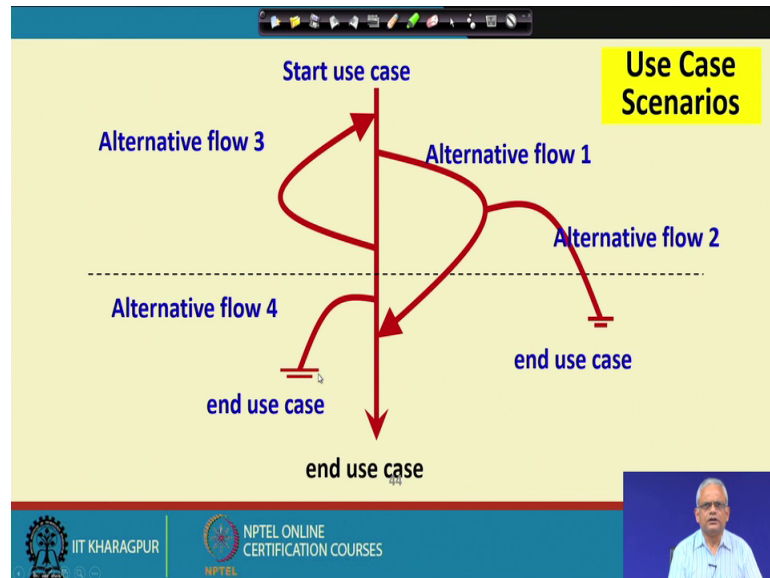 Start use case
Use Case
Scenarios
Alternative flow 3
Alternative flow 1
Alternative flow 2
Alternative flow 4
end use case
end use case
end use case
44
IIT KHARAGPUR
NPTEL
NPTEL ONLINE
CERTIFICATION COURSES